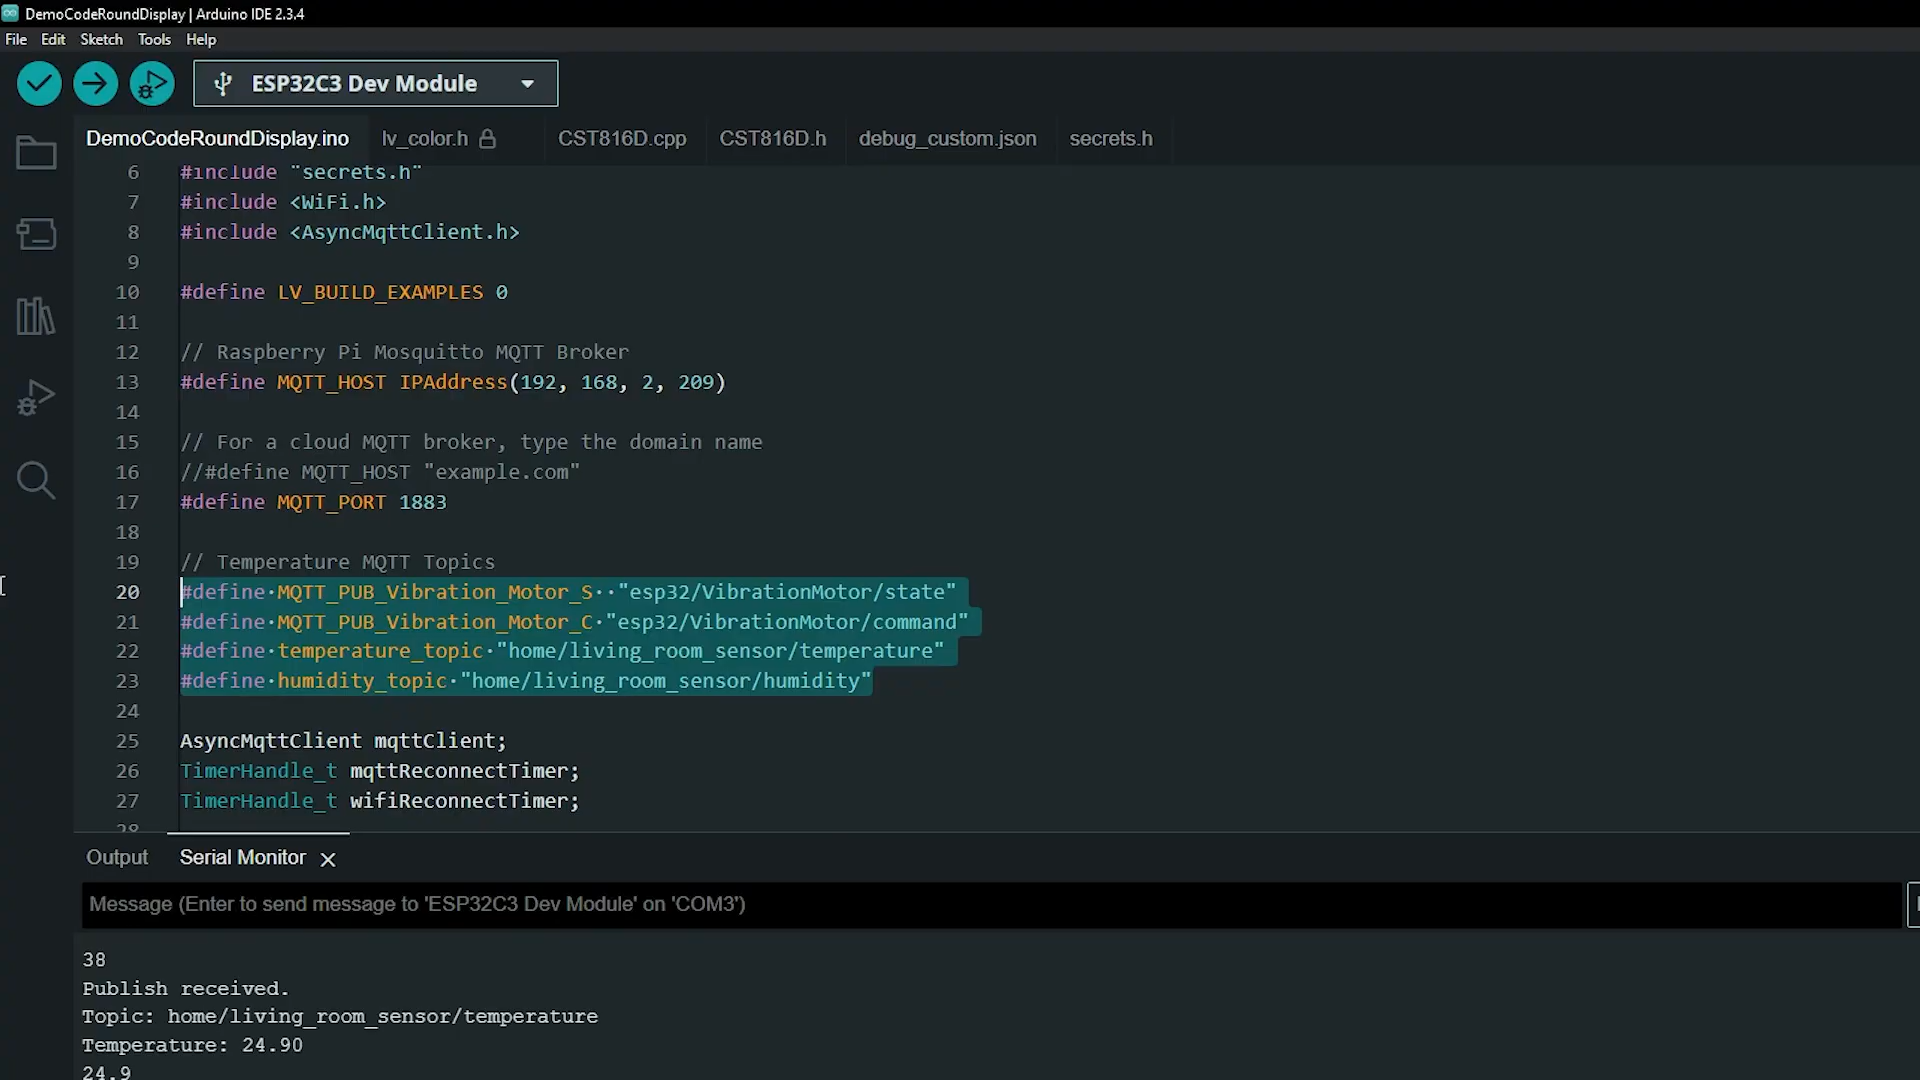 DemoCodeRoundDisplay | Arduino IDE 2.3.4
File Edit Sketch Tools Help
ESP32C3 Dev Module
DemoCodeRoundDisplay.ino lv_color.h CST816D.cpp CST816D.h debug_custom.json secrets.h
6 #include "secrets.h"
7 #include <WiFi.h>
8 #include <AsyncMqttClient.h>
9
10 #define LV_BUILD_EXAMPLES 0
11
12 // Raspberry Pi Mosquitto MQTT Broker
13 #define MQTT_HOST IPAddress(192, 168, 2, 209)
14
15 // For a cloud MQTT broker, type the domain name
16 //#define MQTT_HOST "example.com"
17 #define MQTT_PORT 1883
18
19 // Temperature MQTT Topics
20 #define·MQTT_PUB_Vibration_Motor_S··"esp32/VibrationMotor/state"
21 #define·MQTT_PUB_Vibration_Motor_C·"esp32/VibrationMotor/command"
22 #define·temperature_topic·"home/living_room_sensor/temperature"
23 #define·humidity_topic·"home/living_room_sensor/humidity"
24
25 AsyncMqttClient mqttClient;
26 TimerHandle_t mqttReconnectTimer;
27 TimerHandle_t wifiReconnectTimer;
28
Output Serial Monitor
Message (Enter to send message to 'ESP32C3 Dev Module' on 'COM3')
38
Publish received.
Topic: home/living_room_sensor/temperature
Temperature: 24.90
24.9